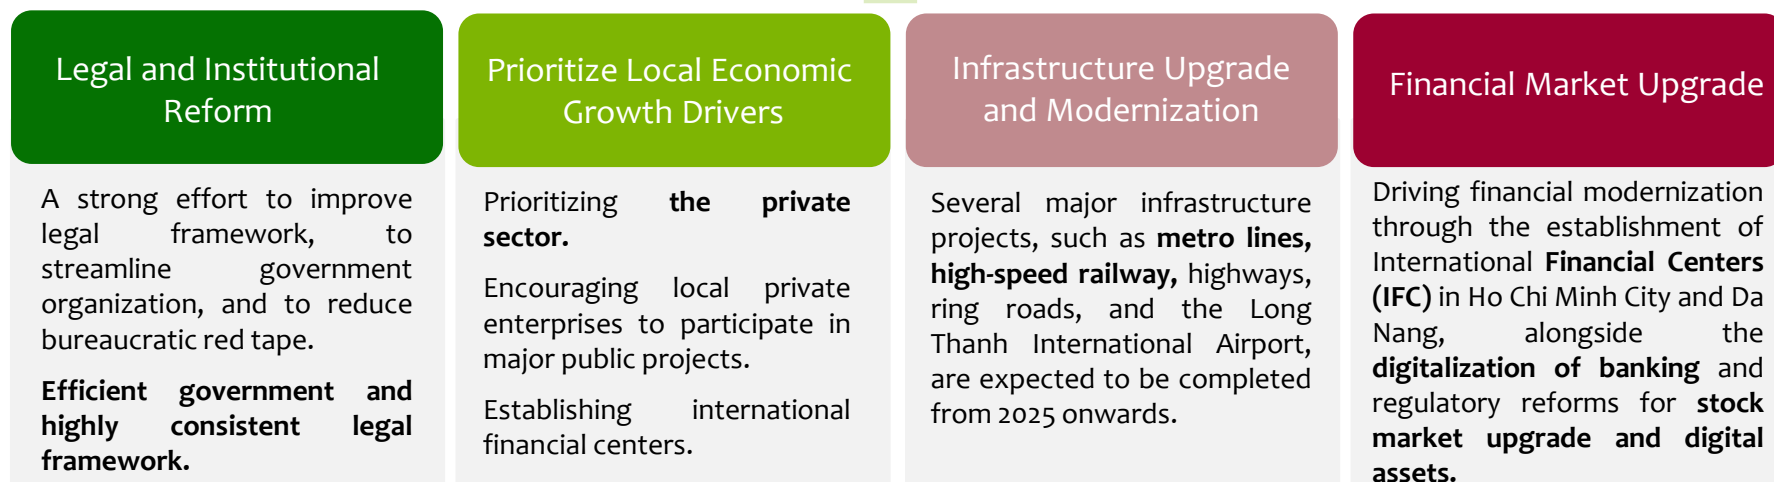 Legal and Institutional
Reform
A strong effort to improve
legal framework, to
streamline government
organization, and to reduce
bureaucratic red tape.
Efficient government and
highly consistent legal
framework.
Prioritize Local Economic
Growth Drivers
Prioritizing the private
sector.
Encouraging local private
enterprises to participate in
major public projects.
Establishing international
financial centers.
Infrastructure Upgrade
and Modernization
Several major infrastructure
projects, such as metro lines,
high-speed railway, highways,
ring roads, and the Long
Thanh International Airport,
are expected to be completed
from 2025 onwards.
Financial Market Upgrade
Driving financial modernization
through the establishment of
International Financial Centers
(IFC) in Ho Chi Minh City and Da
Nang, alongside the
digitalization of banking and
regulatory reforms for stock
market upgrade and digital
assets.